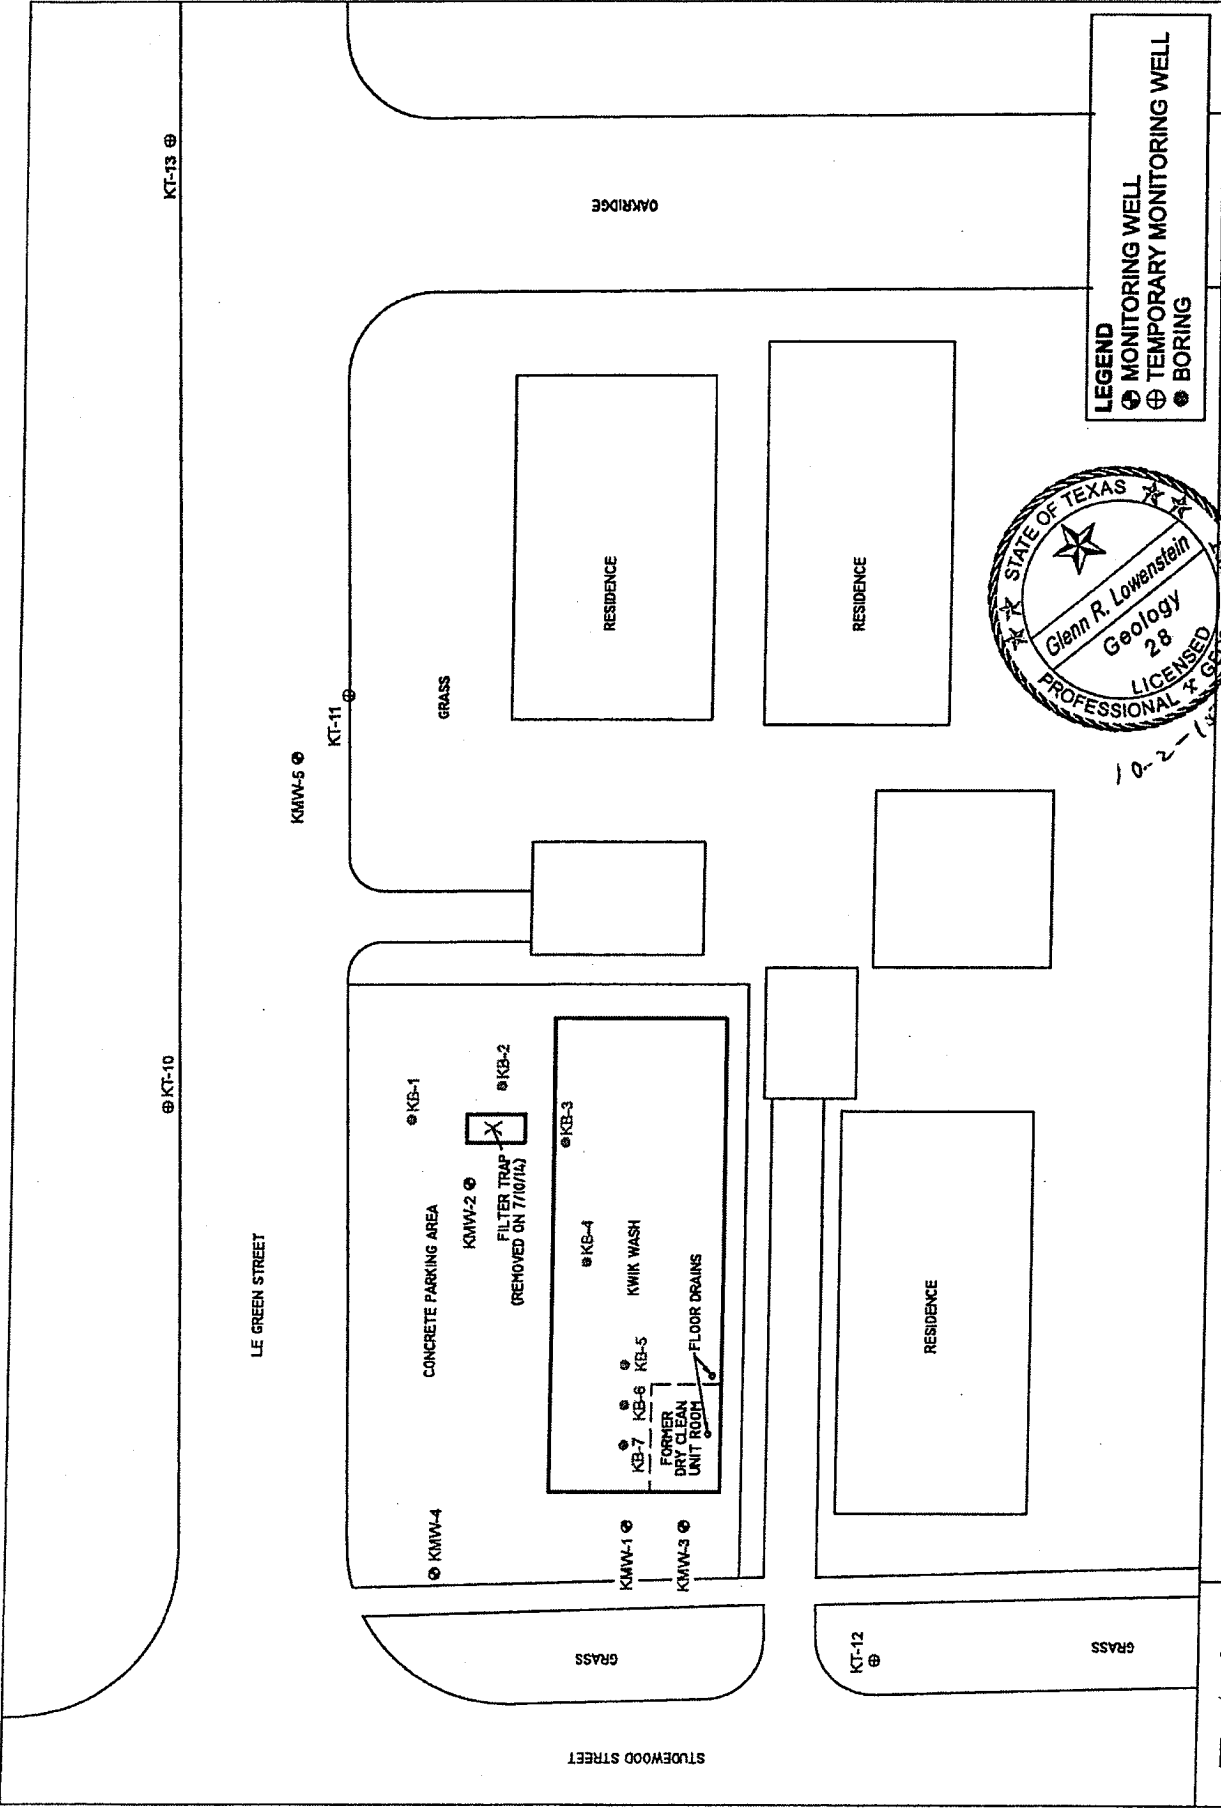 KT-13
OAKRIDGE
LEGEND
MONITORING WELL
TEMPORARY MONITORING WELL
BORING
RESIDENCE
RESIDENCE
STATE OF TEXAS
Glenn R. Lowenstein
Geology
28
LICENSED
PROFESSIONAL
10-2-1
GRASS
KT-11
KMW-5
KT-10
LE GREEN STREET
KB-1
KB-2
KMW-2
X
FILTER TRAP
(REMOVED ON 7/10/14)
CONCRETE PARKING AREA
KB-3
KB-4
KWIK WASH
KB-5
KB-6
KB-7
FLOOR DRAINS
FORMER
DRY CLEAN
UNIT ROOM
RESIDENCE
KMW-4
KMW-1
KMW-3
GRASS
KT-12
GRASS
STUDEWOOD STREET